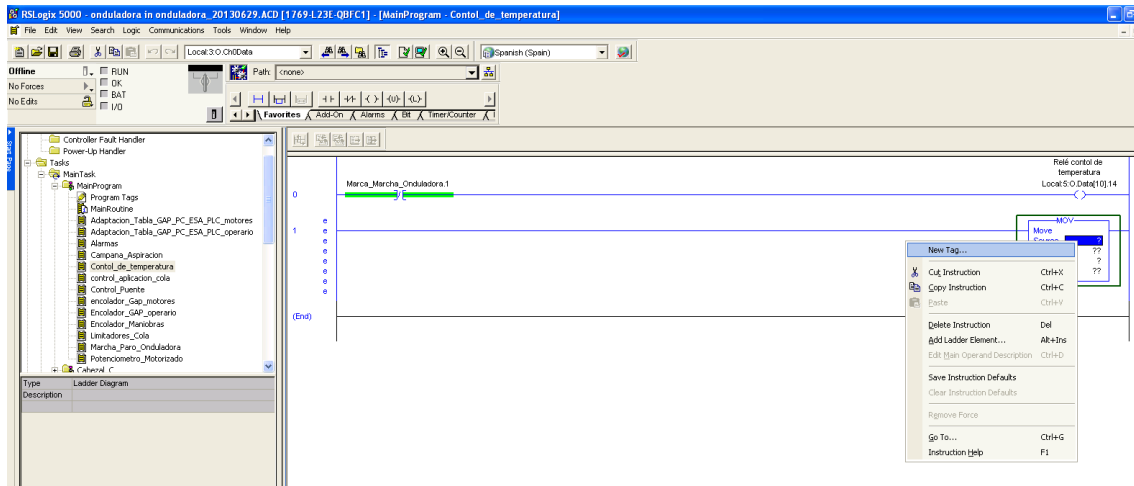 RSLogix 5000 - onduladora in onduladora_20130629.ACD [1769-L23E-QBFC1] - [MainProgram - Contol_de_temperatura]
File Edit View Search Logic Communications Tools Window Help
Local:3:O.Ch0Data
Spanish (Spain)
Offline
RUN
Path: <none>
No Forces
OK
No Edits
BAT
I/O
Favorites Add-On Alarms Bit Timer/Counter
Start Page
Controller Fault Handler
Power-Up Handler
Tasks
MainTask
MainProgram
Program Tags
MainRoutine
Adaptacion_Tabla_GAP_PC_ESA_PLC_motores
Adaptacion_Tabla_GAP_PC_ESA_PLC_operario
Alarmas
Campana_Aspiracion
Contol_de_temperatura
control_aplicacion_cola
Control_Puente
encolador_Gap_motores
Encolador_GAP_operario
Encolador_Maniobras
Limitadores_Cola
Marcha_Paro_Onduladora
Potenciometro_Motorizado
Cabezal_C
Type Ladder Diagram
Description
Relé contol de
temperatura
Marca_Marcha_Onduladora.1
Local:5:O.Data[10].14
0
MOV
1
Move
Source ?
??
?
??
e
e
e
e
e
e
e
e
(End)
New Tag...
Cut Instruction Ctrl+X
Copy Instruction Ctrl+C
Paste Ctrl+V
Delete Instruction Del
Add Ladder Element... Alt+Ins
Edit Main Operand Description Ctrl+D
Save Instruction Defaults
Clear Instruction Defaults
Remove Force
Go To... Ctrl+G
Instruction Help F1